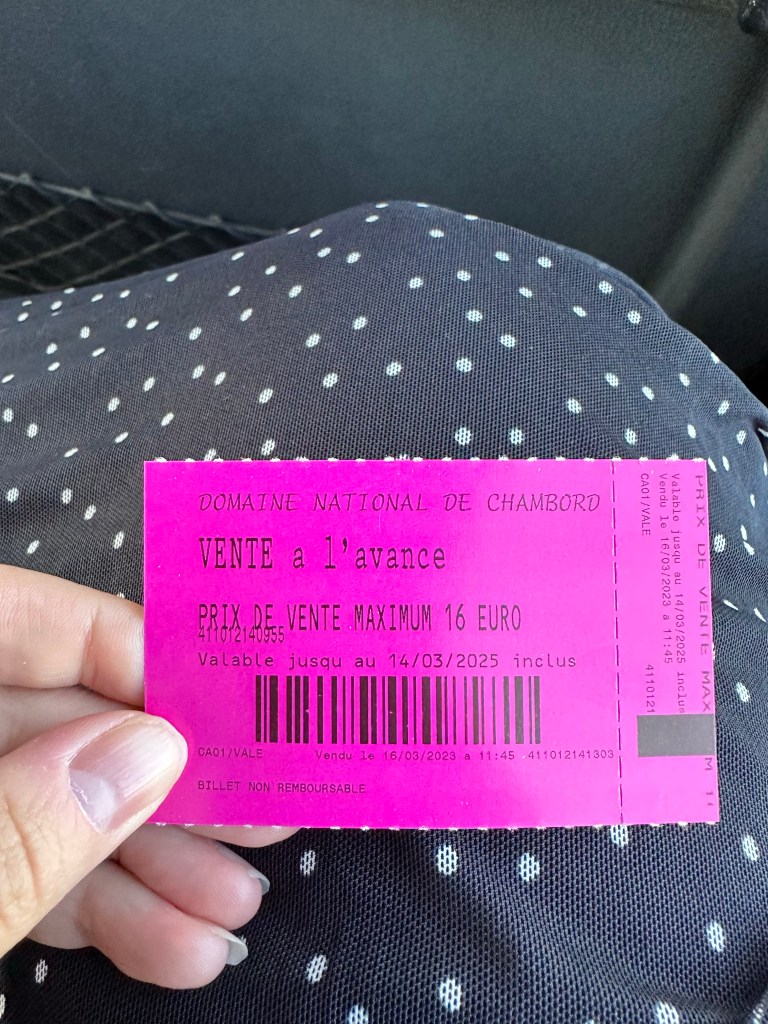 DOMAINE NATIONAL DE CHAMBORD
VENTE a l'avance
PRIX DE VENTE MAXIMUM 16 EURO
411012140955
Valable jusqu au 14/03/2025 inclus
CA01/VALE Vendu le 16/03/2023 a 11:45 411012141303
BILLET NON REMBOURSABLE
PRIX DE VENTE MAX
Valable jusqu au 14/03/2025 inclus
Vendu le 16/03/2023 a 11:45 4110121
CA01/VALE